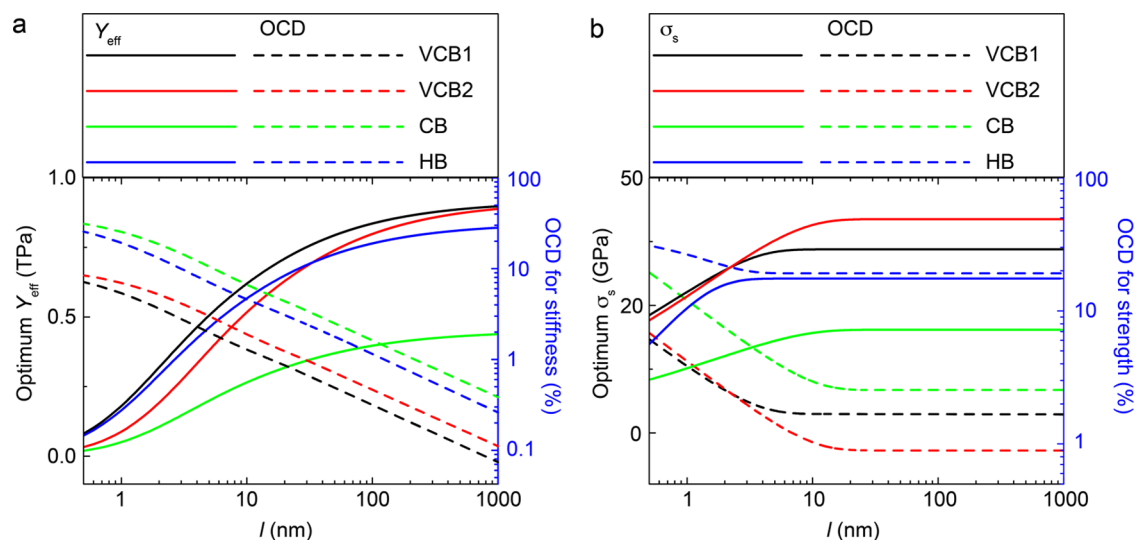 a
Y_eff OCD
VCB1
VCB2
CB
HB
1.0
0.5
0.0
Optimum Y_eff (TPa)
100
10
1
0.1
OCD for stiffness (%)
1 10 100 1000
l (nm)
b
σ_s OCD
VCB1
VCB2
CB
HB
50
20
0
Optimum σ_s (GPa)
100
10
1
OCD for strength (%)
1 10 100 1000
l (nm)